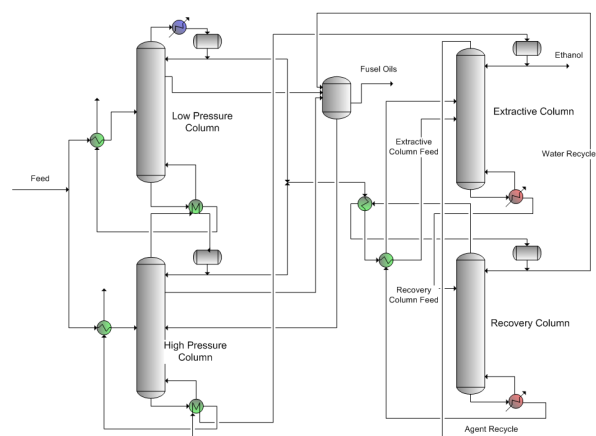 Fusel Oils
Ethanol
Low Pressure
Column
Extractive Column
Extractive
Column Feed
Water Recycle
Feed
M
Recovery
Column Feed
Recovery Column
High Pressure
Column
M
Agent Recycle